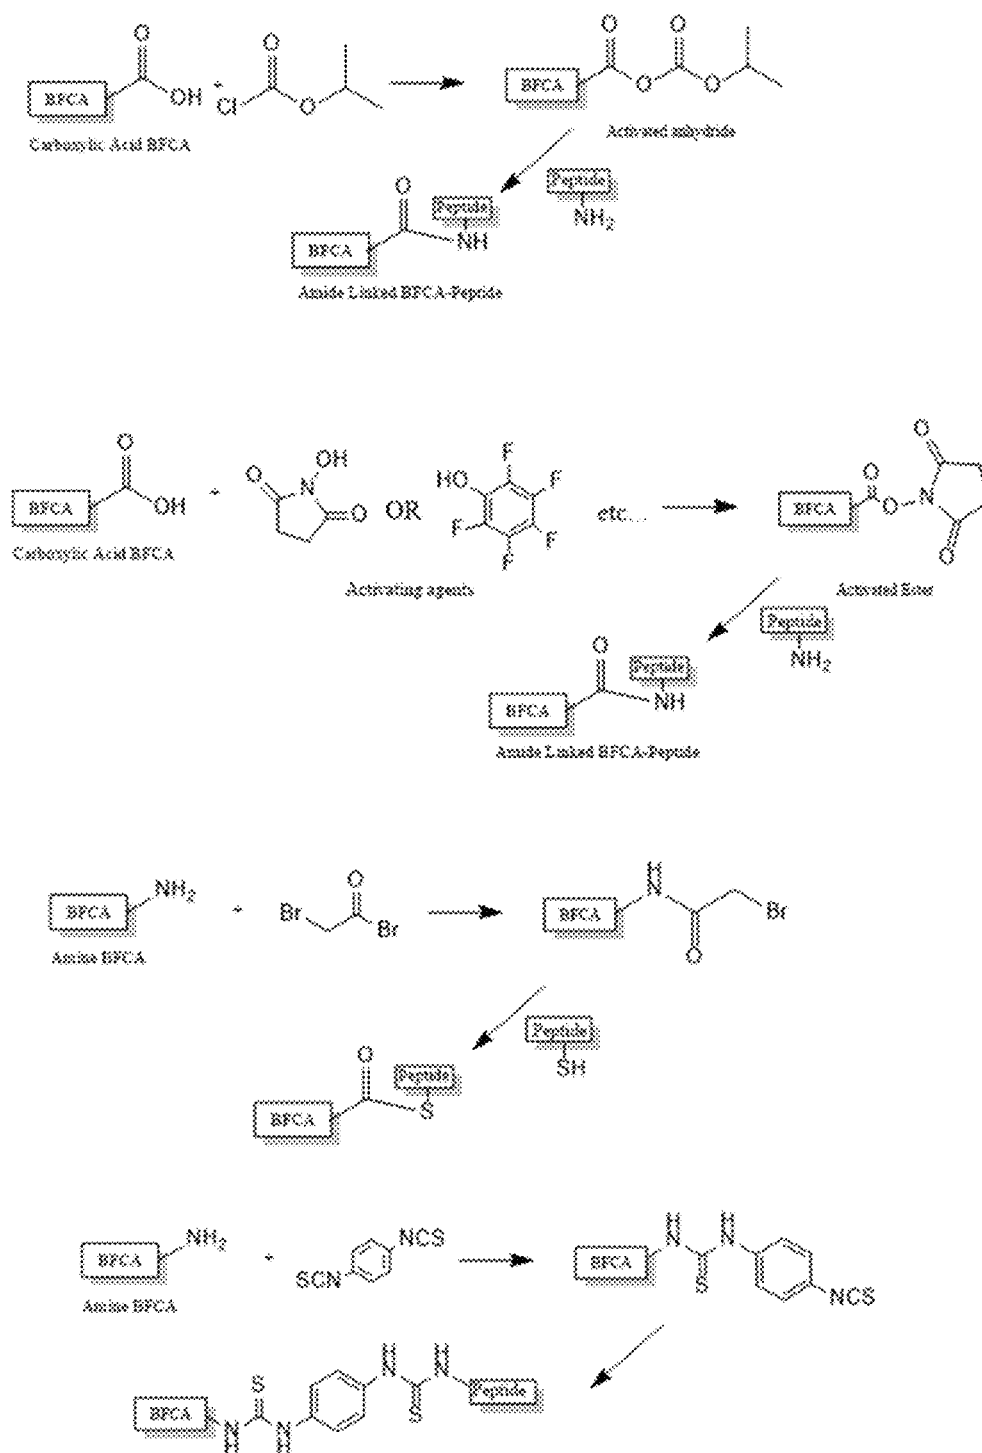 O
BFCA OH + Cl O O
Carboxylic Acid BFCA
O O
BFCA O O
Activated anhydride
Peptide
NH2
O
Peptide
BFCA NH
Amide Linked BFCA-Peptide
O
BFCA OH
Carboxylic Acid BFCA
+
OH
O N O
OR
HO F F F F F
etc...
Activating agents
O
BFCA O O N O
Activated Ester
Peptide
NH2
O
Peptide
BFCA NH
Amide Linked BFCA-Peptide
BFCA NH2
Amine BFCA
+
Br O Br
H
BFCA N Br
O
Peptide
SH
O
Peptide
BFCA S
BFCA NH2
Amine BFCA
+
NCS
SCN
H H
BFCA N N
S
NCS
S H H
N N
Peptide
BFCA N N S
H H